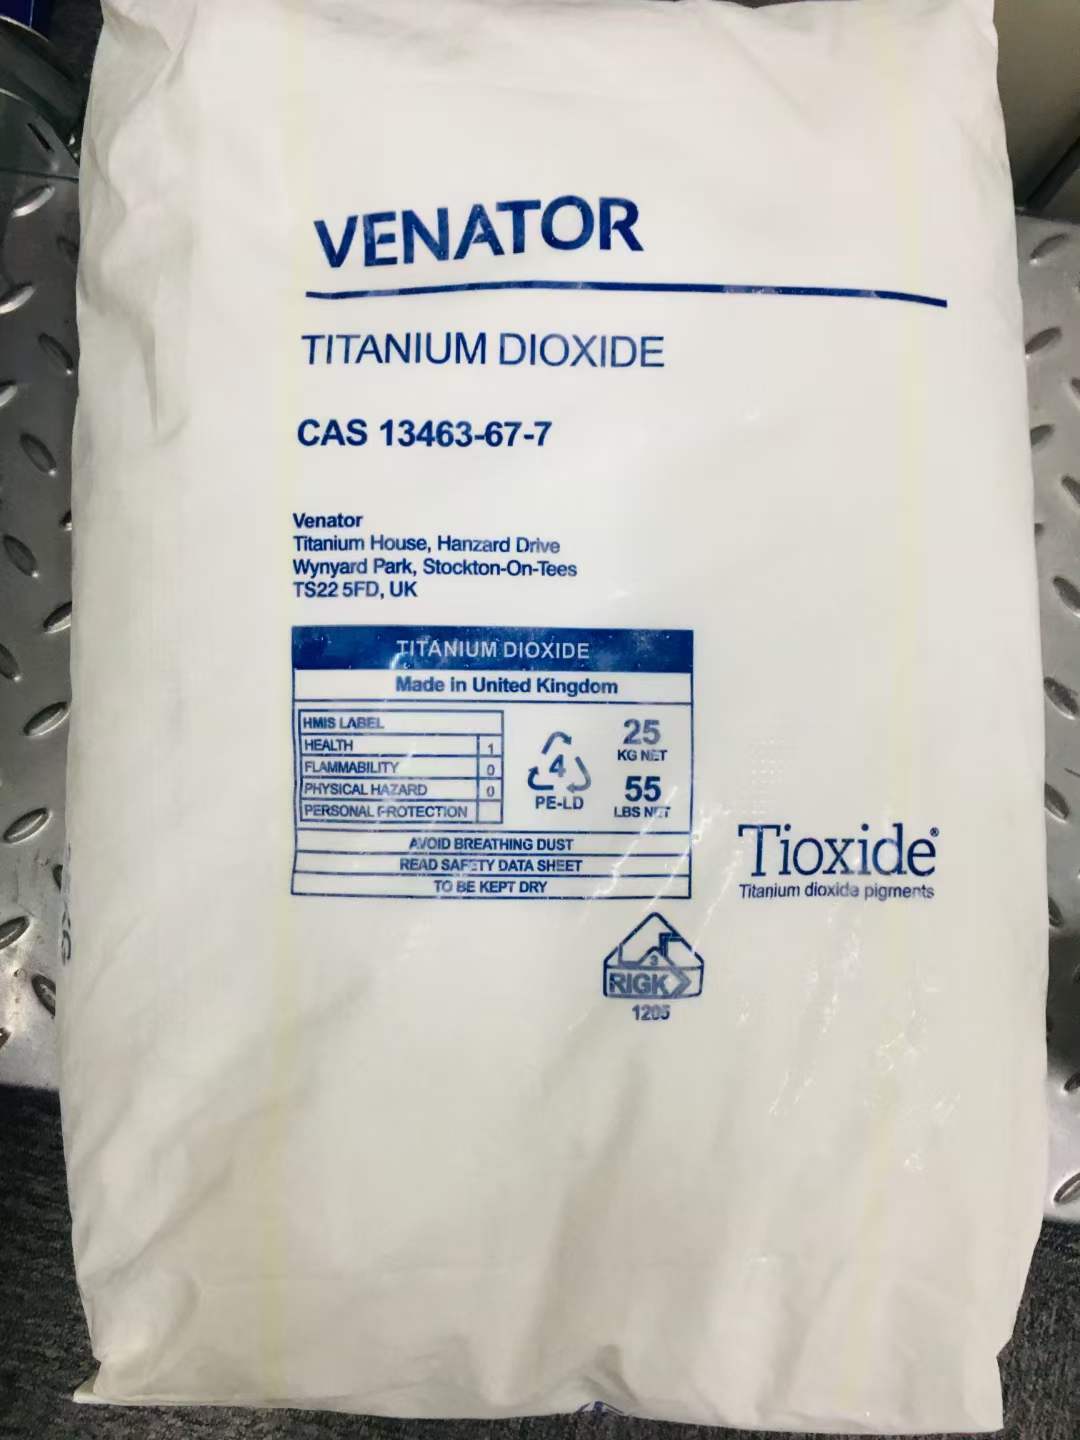 VENATOR
TITANIUM DIOXIDE
CAS 13463-67-7
Venator
Titanium House, Hanzard Drive
Wynyard Park, Stockton-On-Tees
TS22 5FD, UK
TITANIUM DIOXIDE
Made in United Kingdom
HMIS LABEL
HEALTH 1
FLAMMABILITY 0
PHYSICAL HAZARD 0
PERSONAL PROTECTION
4
PE-LD
25
KG NET
55
LBS NET
AVOID BREATHING DUST
READ SAFETY DATA SHEET
TO BE KEPT DRY
Tioxide®
Titanium dioxide pigments
3
RIGK
1205